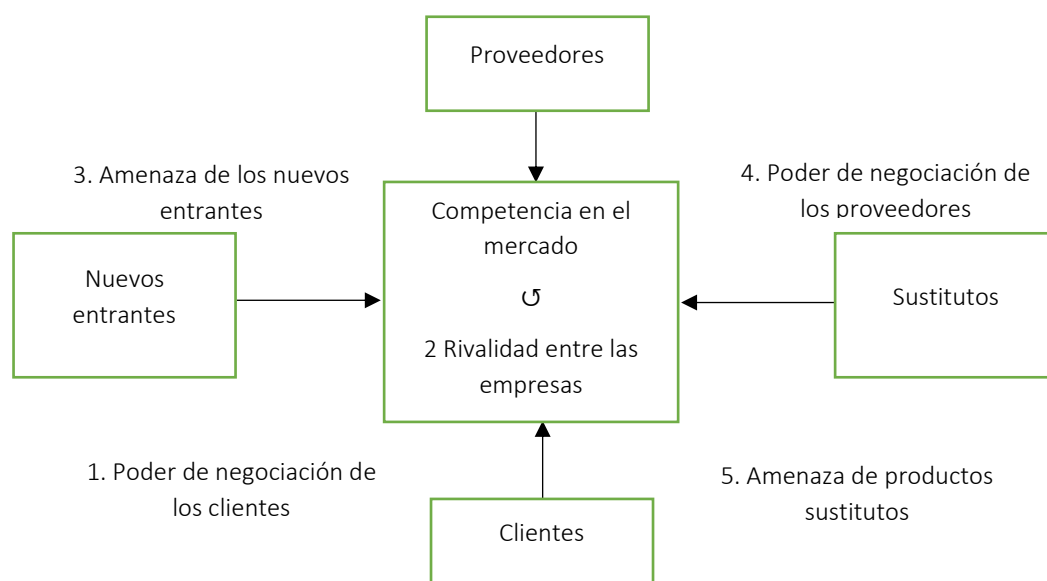 Proveedores
3. Amenaza de los nuevos
entrantes
4. Poder de negociación de
los proveedores
Competencia en el
mercado
↺
2 Rivalidad entre las
empresas
Nuevos
entrantes
Sustitutos
1. Poder de negociación de
los clientes
5. Amenaza de productos
sustitutos
Clientes